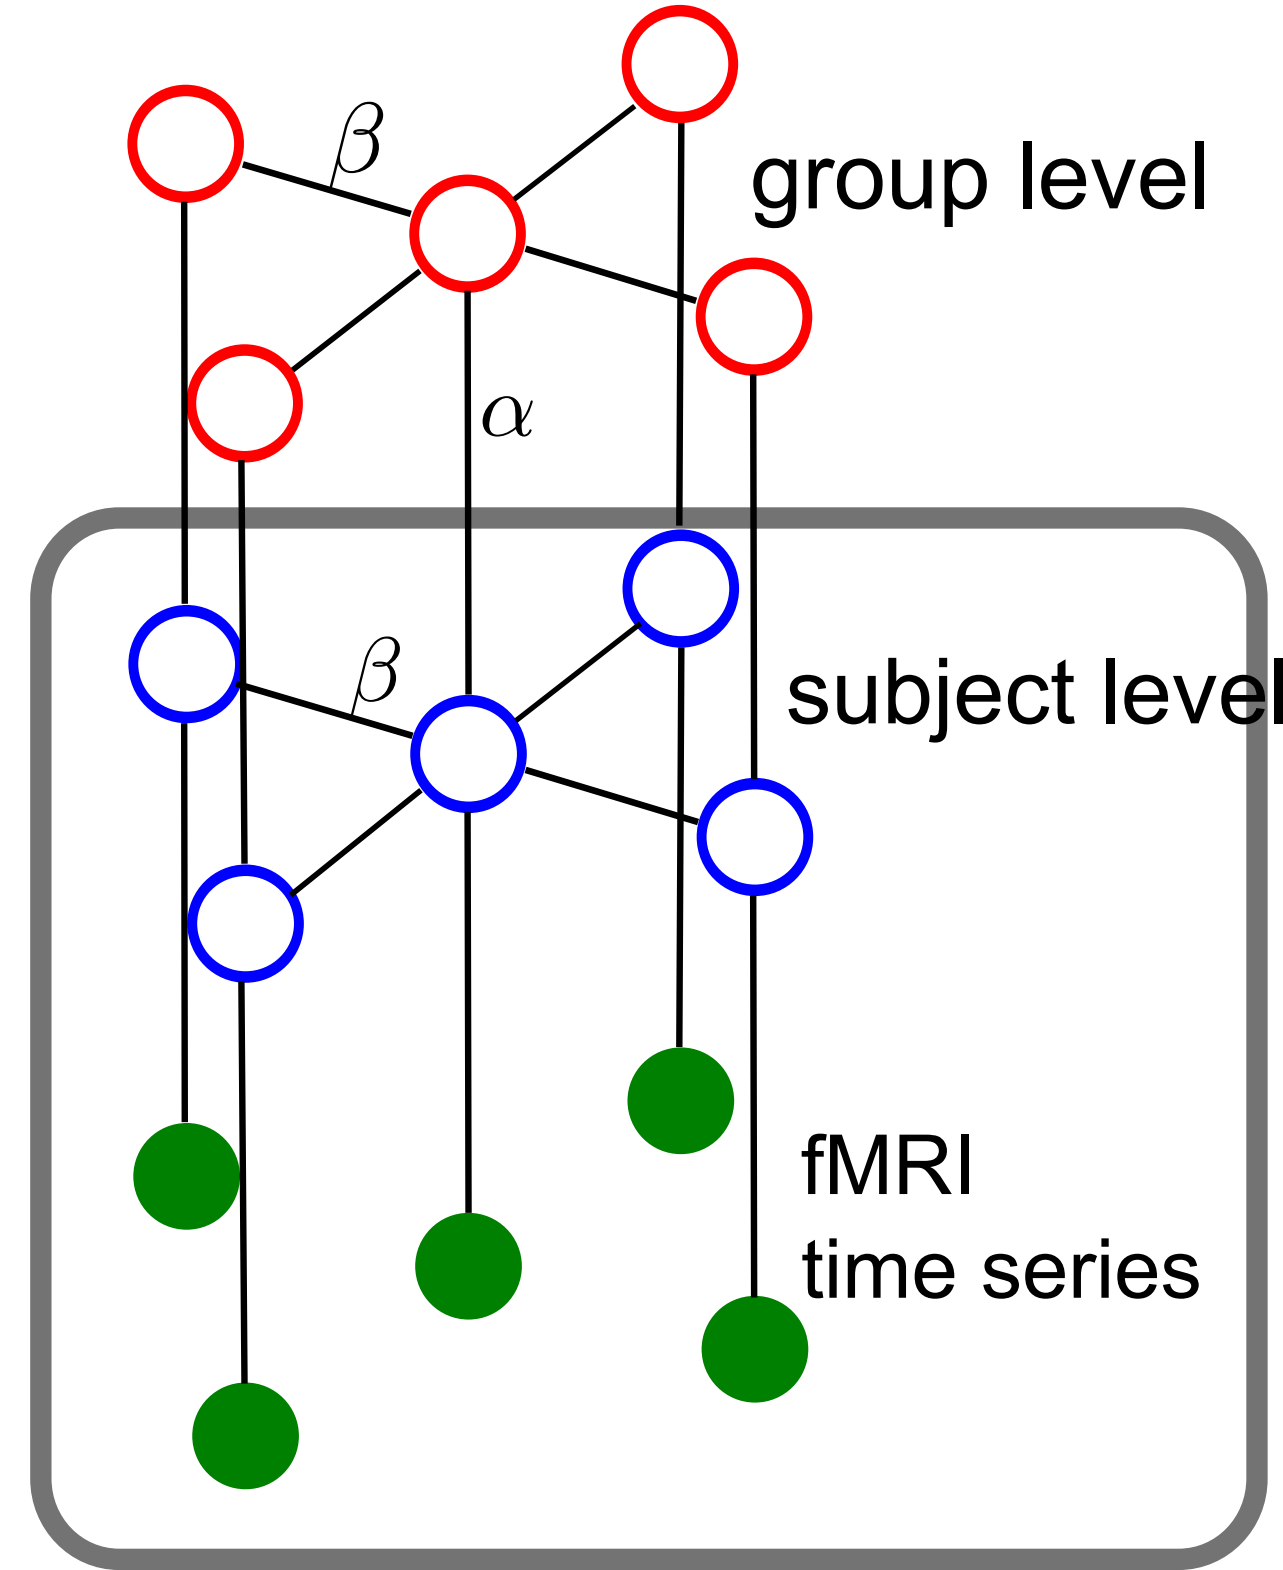 β
group level
α
β
subject level
fMRI
time series